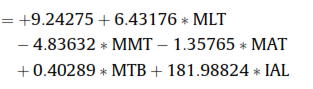 = +9.24275 + 6.43176 * MLT
− 4.83632 * MMT − 1.35765 * MAT
+ 0.40289 * MTB + 181.98824 * IAL